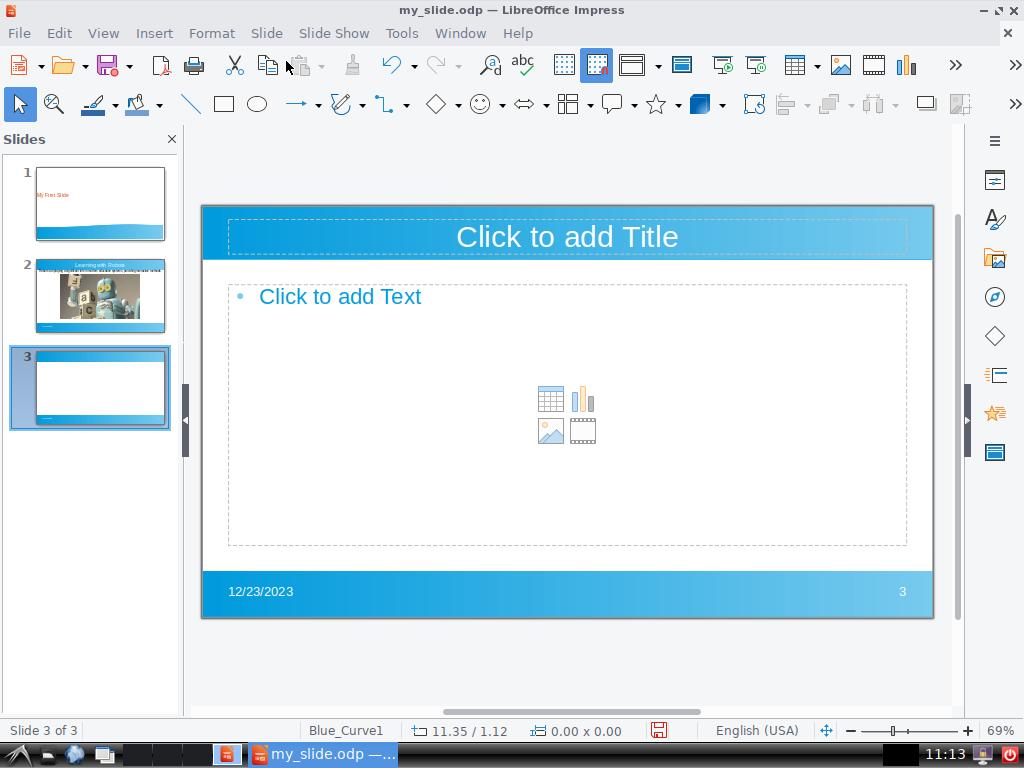 my_slide.odp — LibreOffice Impress
File Edit View Insert Format Slide Slide Show Tools Window Help
abc
Slides
1
My First Slide
2
Learning with Robots
3
Click to add Title
Click to add Text
12/23/2023
3
Slide 3 of 3
Blue_Curve1
11.35 / 1.12
0.00 x 0.00
English (USA)
69%
my_slide.odp —...
11:13